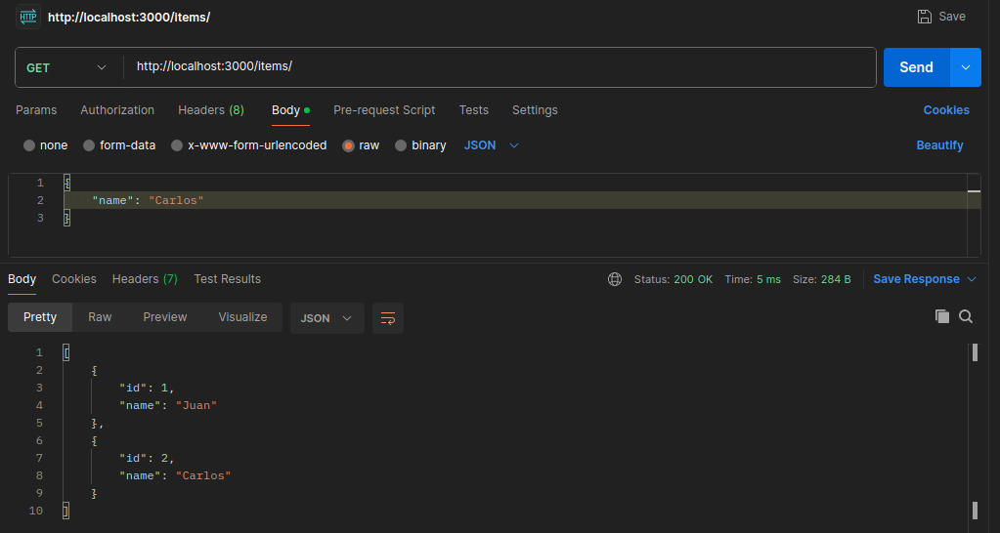 HTTP http://localhost:3000/items/ Save
GET http://localhost:3000/items/ Send
Params Authorization Headers (8) Body Pre-request Script Tests Settings Cookies
none form-data x-www-form-urlencoded raw binary JSON Beautify
1 {
2 "name": "Carlos"
3 }
Body Cookies Headers (7) Test Results Status: 200 OK Time: 5 ms Size: 284 B Save Response
Pretty Raw Preview Visualize JSON
1 [
2 {
3 "id": 1,
4 "name": "Juan"
5 },
6 {
7 "id": 2,
8 "name": "Carlos"
9 }
10 ]